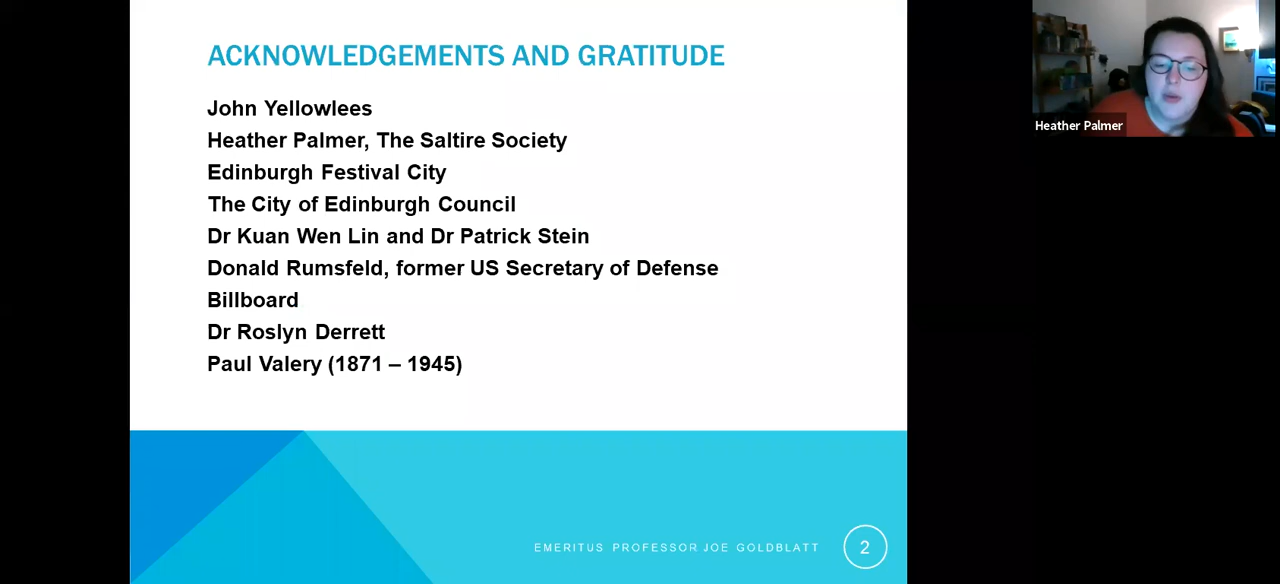 ACKNOWLEDGEMENTS AND GRATITUDE
John Yellowlees
Heather Palmer, The Saltire Society
Edinburgh Festival City
The City of Edinburgh Council
Dr Kuan Wen Lin and Dr Patrick Stein
Donald Rumsfeld, former US Secretary of Defense
Billboard
Dr Roslyn Derrett
Paul Valery (1871 – 1945)
EMERITUS PROFESSOR JOE GOLDBLATT
2
Heather Palmer